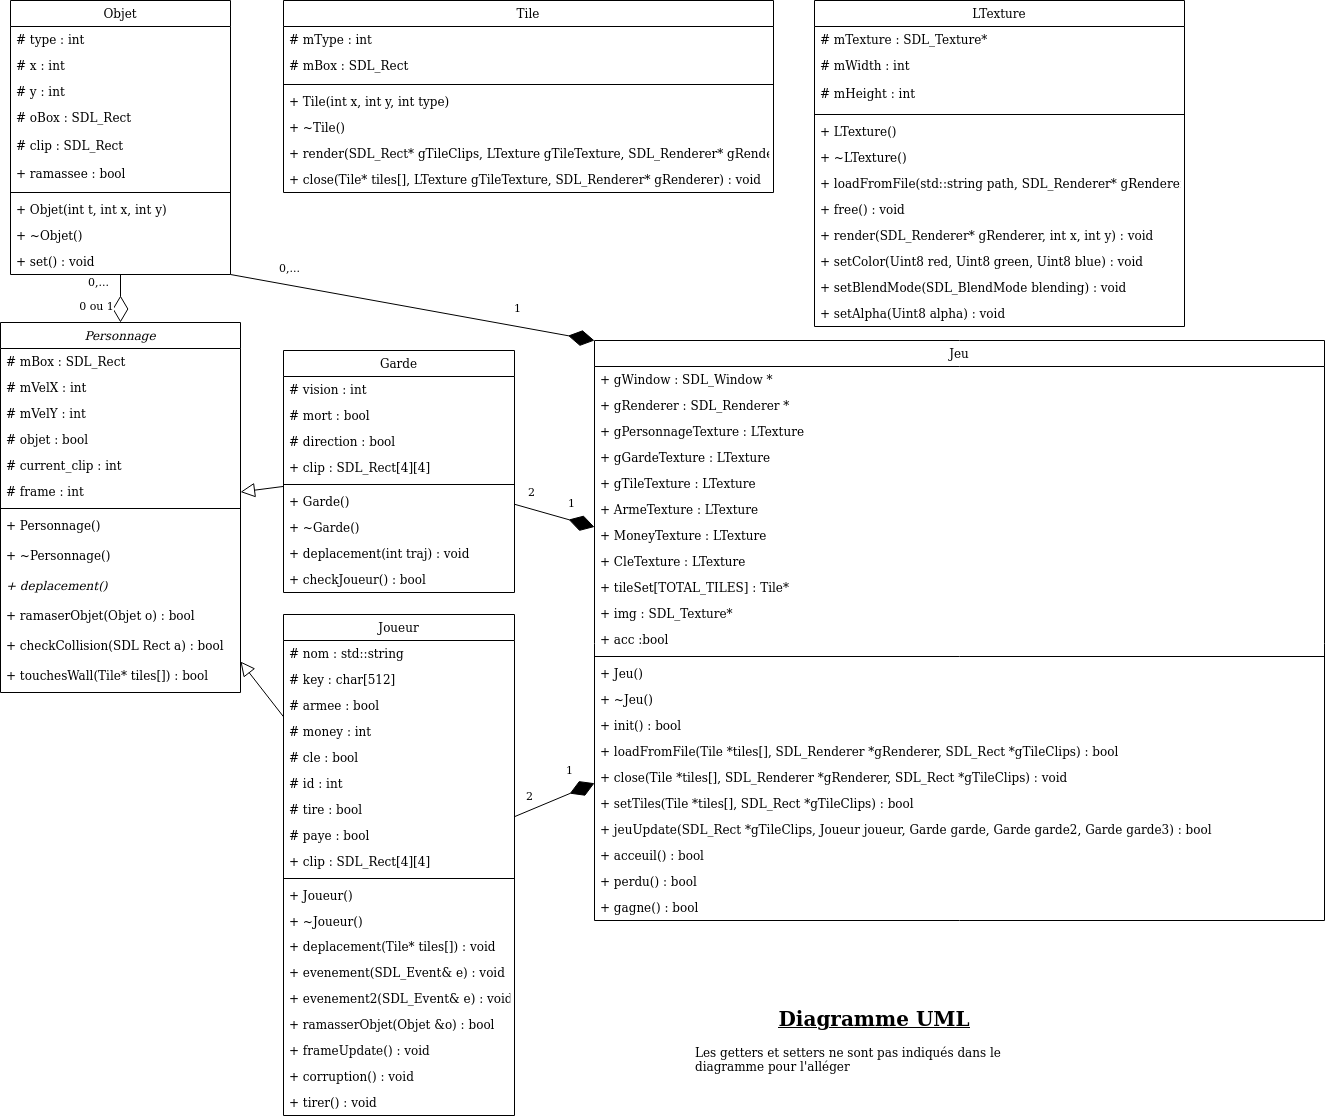 Objet
# type : int
# x : int
# y : int
# oBox : SDL_Rect
# clip : SDL_Rect
+ ramassee : bool
+ Objet(int t, int x, int y)
+ ~Objet()
+ set() : void
Tile
# mType : int
# mBox : SDL_Rect
+ Tile(int x, int y, int type)
+ ~Tile()
+ render(SDL_Rect* gTileClips, LTexture gTileTexture, SDL_Renderer* gRende
+ close(Tile* tiles[], LTexture gTileTexture, SDL_Renderer* gRenderer) : void
LTexture
# mTexture : SDL_Texture*
# mWidth : int
# mHeight : int
+ LTexture()
+ ~LTexture()
+ loadFromFile(std::string path, SDL_Renderer* gRendere
+ free() : void
+ render(SDL_Renderer* gRenderer, int x, int y) : void
+ setColor(Uint8 red, Uint8 green, Uint8 blue) : void
+ setBlendMode(SDL_BlendMode blending) : void
+ setAlpha(Uint8 alpha) : void
0,...
0 ou 1
0,...
1
Personnage
# mBox : SDL_Rect
# mVelX : int
# mVelY : int
# objet : bool
# current_clip : int
# frame : int
+ Personnage()
+ ~Personnage()
+ deplacement()
+ ramaserObjet(Objet o) : bool
+ checkCollision(SDL Rect a) : bool
+ touchesWall(Tile* tiles[]) : bool
Garde
# vision : int
# mort : bool
# direction : bool
+ clip : SDL_Rect[4][4]
+ Garde()
+ ~Garde()
+ deplacement(int traj) : void
+ checkJoueur() : bool
2
1
Joueur
# nom : std::string
# key : char[512]
# armee : bool
# money : int
# cle : bool
# id : int
# tire : bool
# paye : bool
+ clip : SDL_Rect[4][4]
+ Joueur()
+ ~Joueur()
+ deplacement(Tile* tiles[]) : void
+ evenement(SDL_Event& e) : void
+ evenement2(SDL_Event& e) : void
+ ramasserObjet(Objet &o) : bool
+ frameUpdate() : void
+ corruption() : void
+ tirer() : void
1
2
Jeu
+ gWindow : SDL_Window *
+ gRenderer : SDL_Renderer *
+ gPersonnageTexture : LTexture
+ gGardeTexture : LTexture
+ gTileTexture : LTexture
+ ArmeTexture : LTexture
+ MoneyTexture : LTexture
+ CleTexture : LTexture
+ tileSet[TOTAL_TILES] : Tile*
+ img : SDL_Texture*
+ acc :bool
+ Jeu()
+ ~Jeu()
+ init() : bool
+ loadFromFile(Tile *tiles[], SDL_Renderer *gRenderer, SDL_Rect *gTileClips) : bool
+ close(Tile *tiles[], SDL_Renderer *gRenderer, SDL_Rect *gTileClips) : void
+ setTiles(Tile *tiles[], SDL_Rect *gTileClips) : bool
+ jeuUpdate(SDL_Rect *gTileClips, Joueur joueur, Garde garde, Garde garde2, Garde garde3) : bool
+ acceuil() : bool
+ perdu() : bool
+ gagne() : bool
Diagramme UML
Les getters et setters ne sont pas indiqués dans le
diagramme pour l'alléger